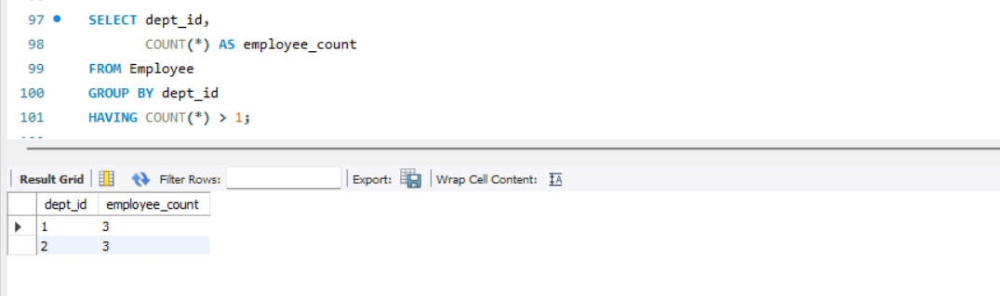 97 SELECT dept_id,
98 COUNT(*) AS employee_count
99 FROM Employee
100 GROUP BY dept_id
101 HAVING COUNT(*) > 1;
Result Grid Filter Rows: Export: Wrap Cell Content: IA
dept_id employee_count
1 3
2 3